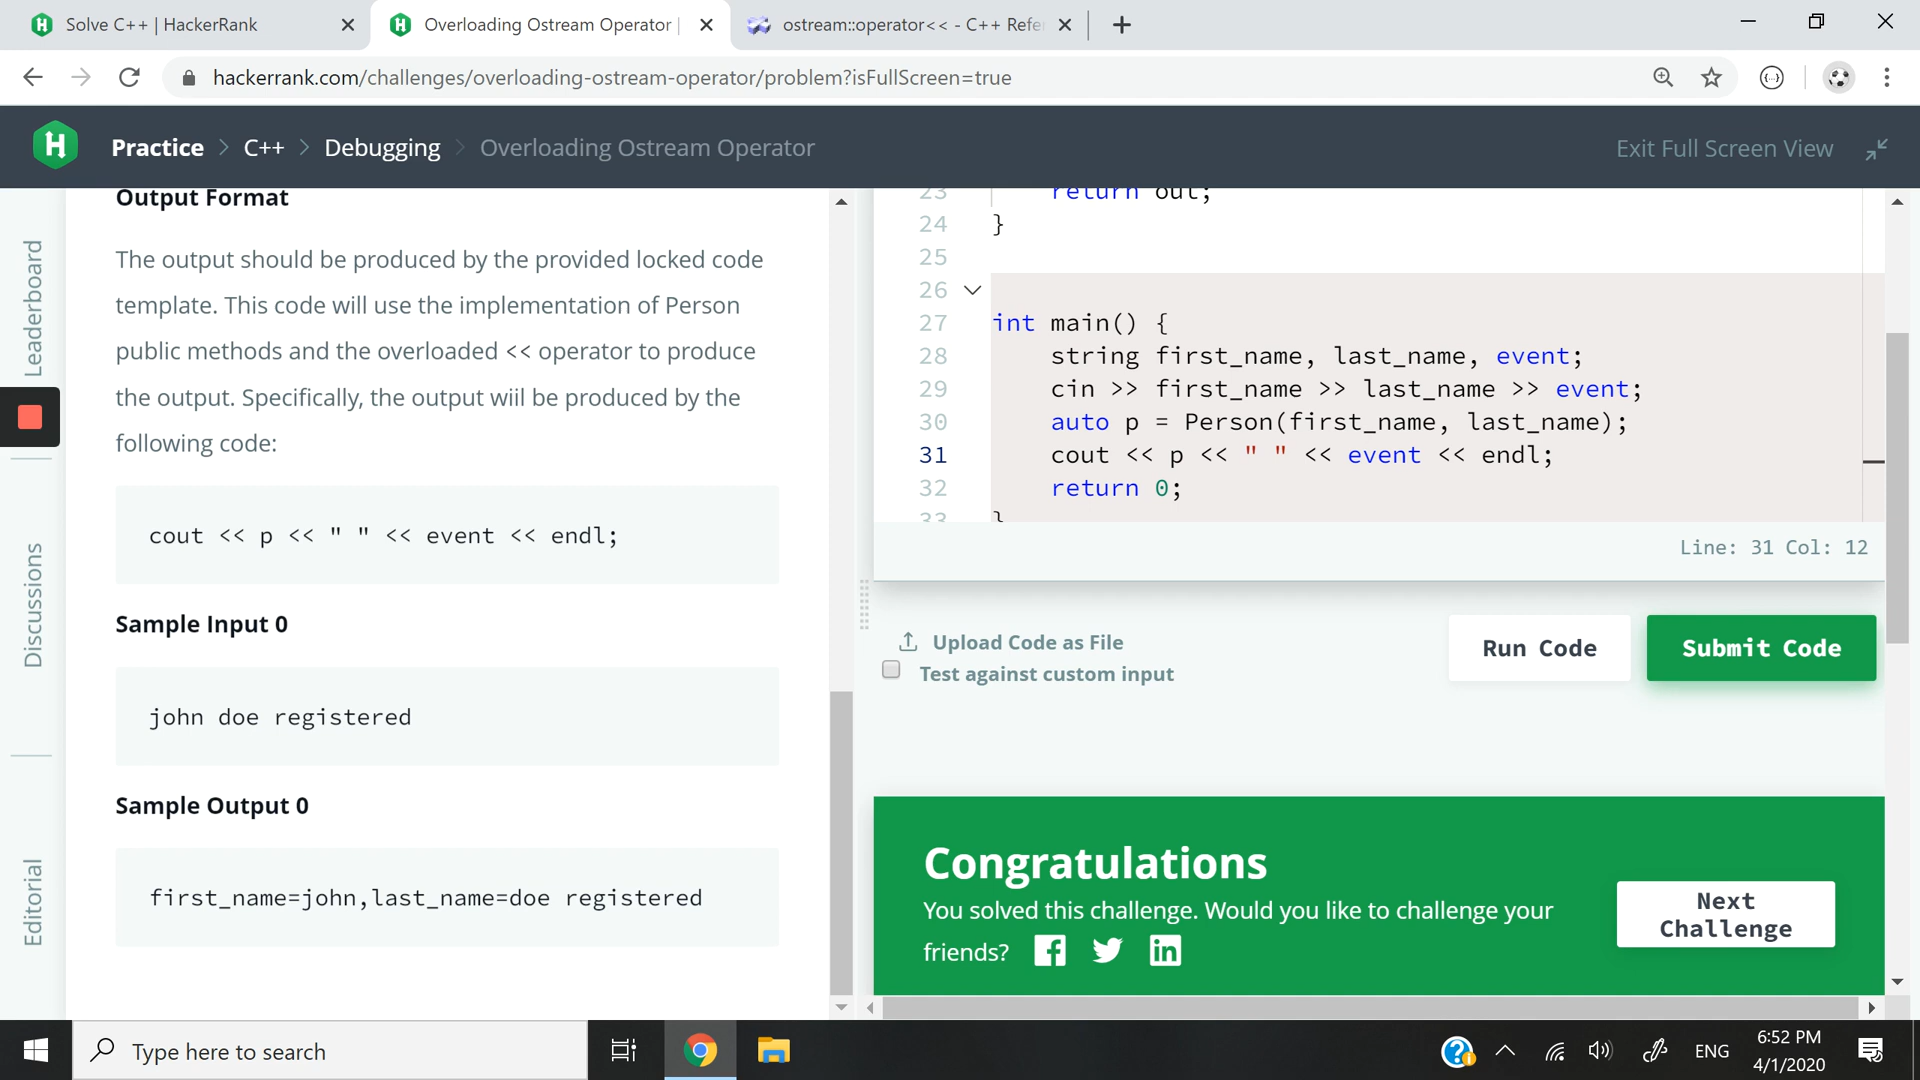 Solve C++ | HackerRank
Overloading Ostream Operator |
ostream::operator<< - C++ Refer
hackerrank.com/challenges/overloading-ostream-operator/problem?isFullScreen=true
H
Practice > C++ > Debugging > Overloading Ostream Operator
Exit Full Screen View
Leaderboard
Discussions
Editorial
Output Format
The output should be produced by the provided locked code
template. This code will use the implementation of Person
public methods and the overloaded << operator to produce
the output. Specifically, the output wiil be produced by the
following code:
cout << p << " " << event << endl;
Sample Input 0
john doe registered
Sample Output 0
first_name=john,last_name=doe registered
23 return out;
24 }
25
26
27 int main() {
28 string first_name, last_name, event;
29 cin >> first_name >> last_name >> event;
30 auto p = Person(first_name, last_name);
31 cout << p << " " << event << endl;
32 return 0;
33 }
Line: 31 Col: 12
Upload Code as File
Test against custom input
Run Code
Submit Code
Congratulations
You solved this challenge. Would you like to challenge your
friends?
Next
Challenge
Type here to search
ENG
6:52 PM
4/1/2020